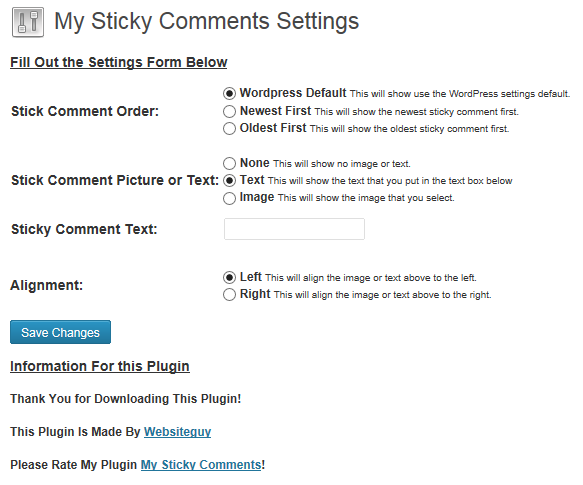 My Sticky Comments Settings
Fill Out the Settings Form Below
Stick Comment Order:
Wordpress Default This will show use the WordPress settings default.
Newest First This will show the newest sticky comment first.
Oldest First This will show the oldest sticky comment first.
Stick Comment Picture or Text:
None This will show no image or text.
Text This will show the text that you put in the text box below
Image This will show the image that you select.
Sticky Comment Text:
Alignment:
Left This will align the image or text above to the left.
Right This will align the image or text above to the right.
Save Changes
Information For this Plugin
Thank You for Downloading This Plugin!
This Plugin Is Made By Websiteguy
Please Rate My Plugin My Sticky Comments!